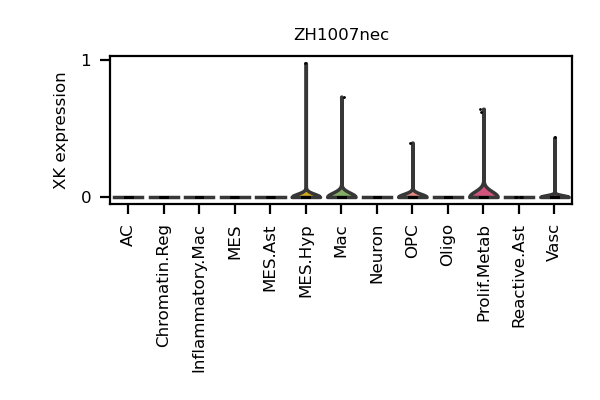 ZH1007nec
XK expression
1
0
AC
Chromatin.Reg
Inflammatory.Mac
MES
MES.Ast
MES.Hyp
Mac
Neuron
OPC
Oligo
Prolif.Metab
Reactive.Ast
Vasc